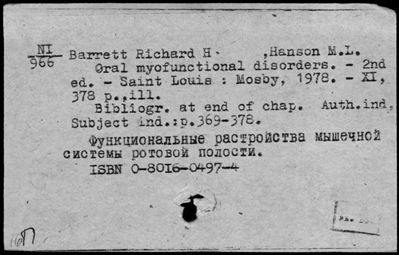 NI
966
Barrett Richard H. ,Hanson M.L.
Oral myofunctional disorders. - 2nd
ed. - Saint Louis : Mosby, 1978. - XI,
378 p.,ill.
Bibliogr. at end of chap. Auth.ind.
Subject ind.:p.369-378.
Функциональные растройства мышечной
системы ротовой полости.
ISBN 0-8016-0497-4